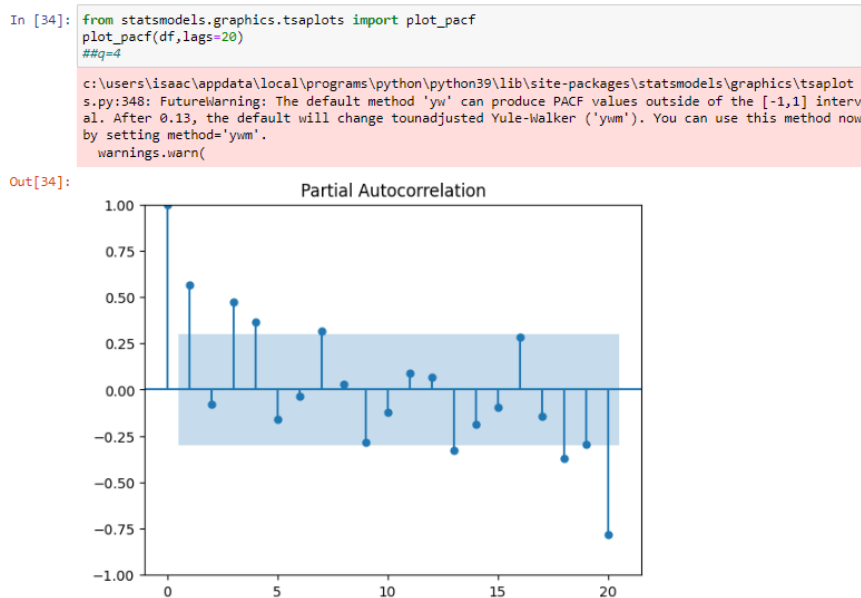 In [34]: from statsmodels.graphics.tsaplots import plot_pacf
plot_pacf(df,lags=20)
##q=4
c:\users\isaac\appdata\local\programs\python\python39\lib\site-packages\statsmodels\graphics\tsaplot
s.py:348: FutureWarning: The default method 'yw' can produce PACF values outside of the [-1,1] interv
al. After 0.13, the default will change tounadjusted Yule-Walker ('ywm'). You can use this method now
by setting method='ywm'.
warnings.warn(
Out[34]:
Partial Autocorrelation
1.00
0.75
0.50
0.25
0.00
−0.25
−0.50
−0.75
−1.00
0 5 10 15 20